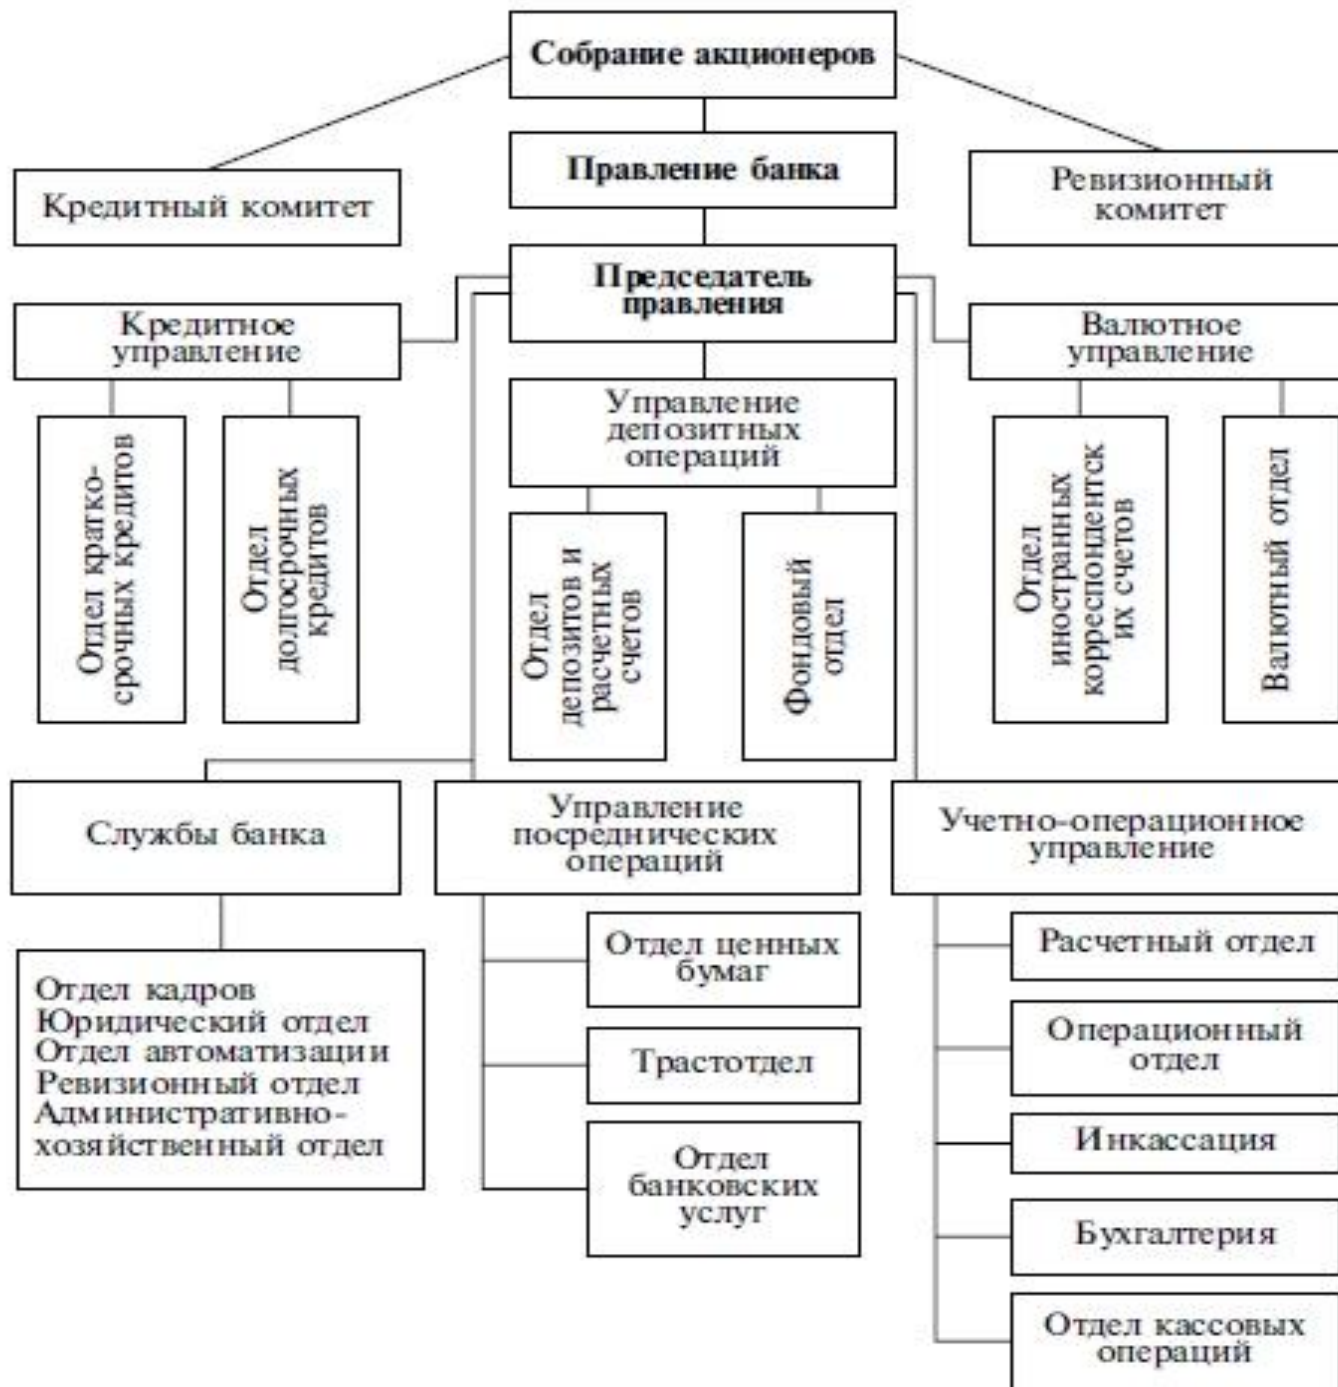 Собрание акционеров
Правление банка
Кредитный комитет
Ревизионный
комитет
Председатель
правления
Кредитное
управление
Валютное
управление
Управление
депозитных
операций
Отдел кратко-
срочных кредитов
Отдел
долгосрочных
кредитов
Отдел
депозитов и
расчетных
счетов
Фондовый
отдел
Отдел
иностранных
корреспондентск
их счетов
Валютный отдел
Службы банка
Управление
посреднических
операций
Учетно-операционное
управление
Отдел кадров
Юридический отдел
Отдел автоматизации
Ревизионный отдел
Административно-
хозяйственный отдел
Отдел ценных
бумаг
Трастотдел
Отдел
банковских
услуг
Расчетный отдел
Операционный
отдел
Инкассация
Бухгалтерия
Отдел кассовых
операций